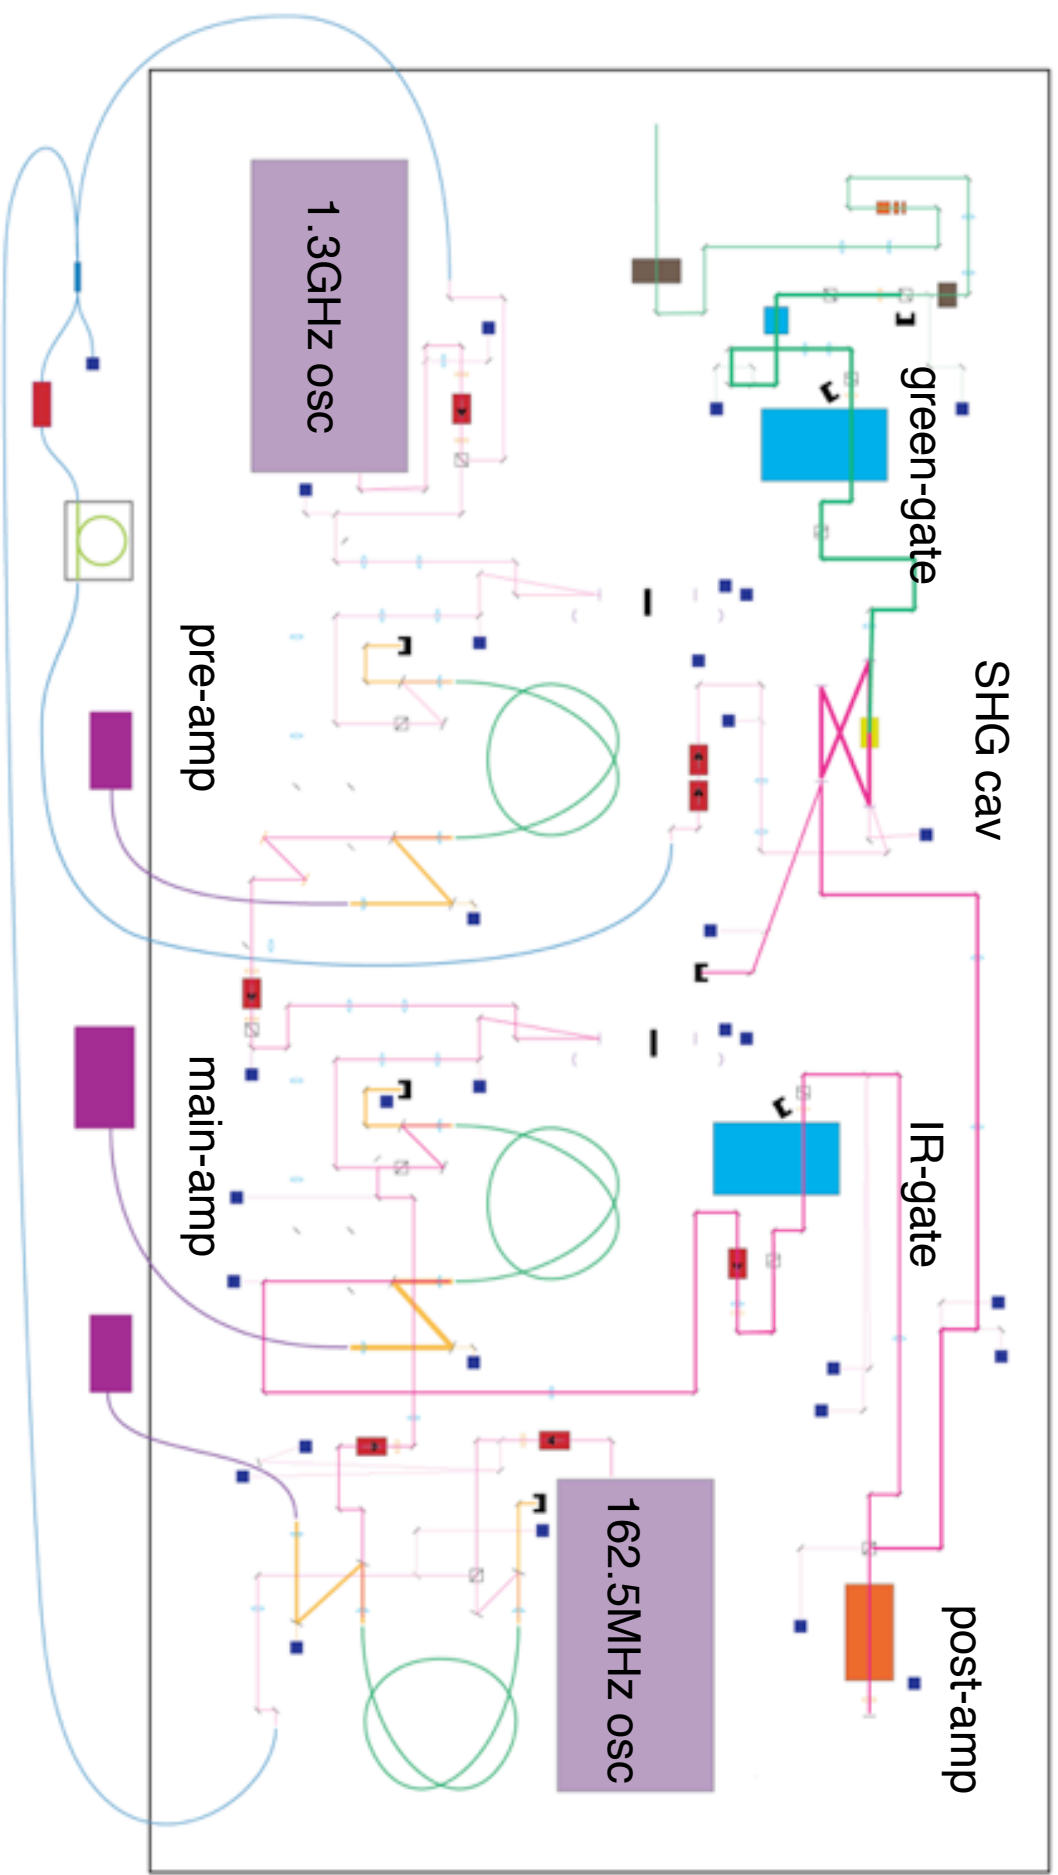 1.3GHz osc
green-gate
pre-amp
SHG cav
main-amp
IR-gate
162.5MHz osc
post-amp